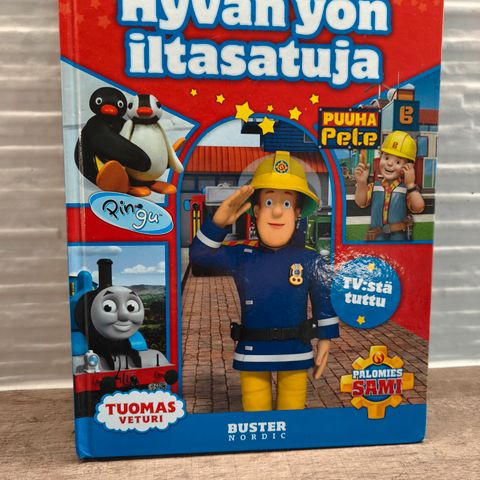 Hyvän yön
iltasatuja
PUUHA
Pete
B
Pingu
TV:stä
tuttu
PALOMIES
SAMI
TUOMAS
VETURI
BUSTER
NORDIC